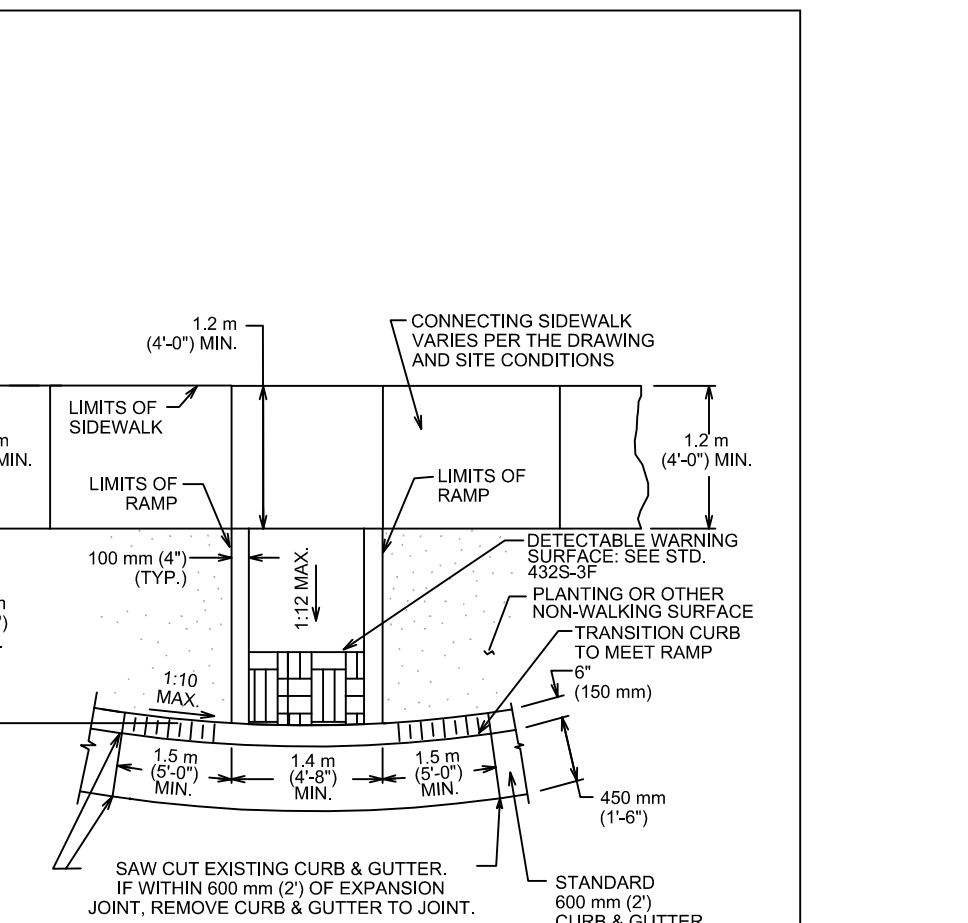 1.2 m
(4'-0") MIN.
CONNECTING SIDEWALK
VARIES PER THE DRAWING
AND SITE CONDITIONS
LIMITS OF
SIDEWALK
m
MIN.
1.2 m
(4'-0") MIN.
LIMITS OF
RAMP
LIMITS OF
RAMP
100 mm (4")
(TYP.)
1:12 MAX.
DETECTABLE WARNING
SURFACE: SEE STD.
432S-3F
PLANTING OR OTHER
NON-WALKING SURFACE
TRANSITION CURB
TO MEET RAMP
6"
(150 mm)
1:10
MAX.
1.5 m
(5'-0")
MIN.
1.4 m
(4'-8")
MIN.
1.5 m
(5'-0")
MIN.
450 mm
(1'-6")
SAW CUT EXISTING CURB & GUTTER.
IF WITHIN 600 mm (2') OF EXPANSION
JOINT, REMOVE CURB & GUTTER TO JOINT.
STANDARD
600 mm (2')
CURB & GUTTER